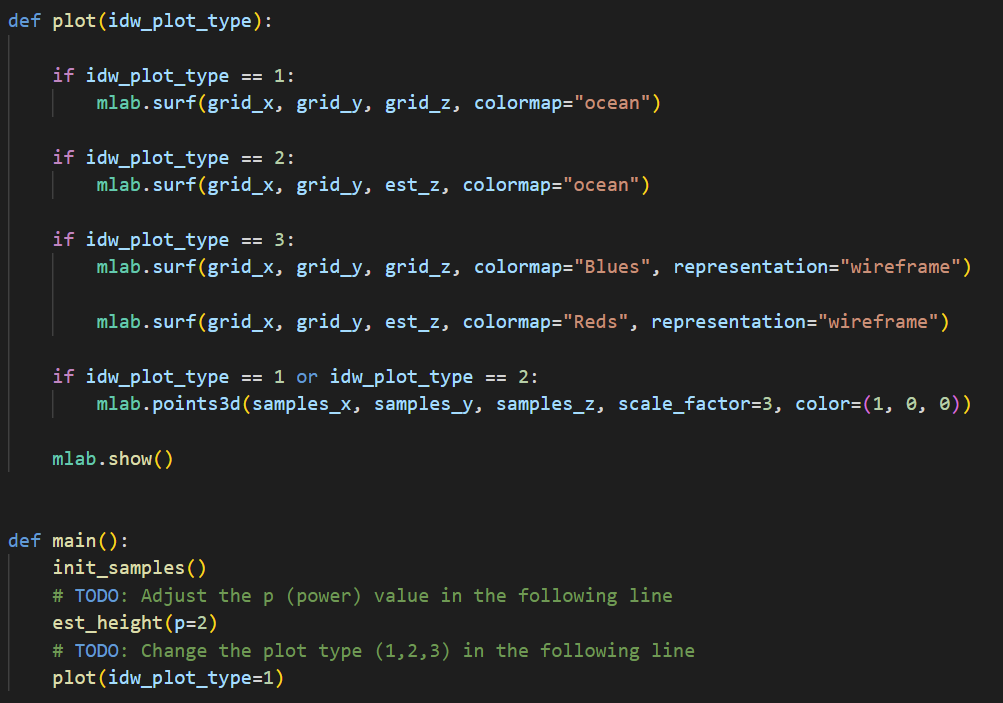 def plot(idw_plot_type):
    if idw_plot_type == 1:
        mlab.surf(grid_x, grid_y, grid_z, colormap="ocean")
    if idw_plot_type == 2:
        mlab.surf(grid_x, grid_y, est_z, colormap="ocean")
    if idw_plot_type == 3:
        mlab.surf(grid_x, grid_y, grid_z, colormap="Blues", representation="wireframe")
        mlab.surf(grid_x, grid_y, est_z, colormap="Reds", representation="wireframe")
    if idw_plot_type == 1 or idw_plot_type == 2:
        mlab.points3d(samples_x, samples_y, samples_z, scale_factor=3, color=(1, 0, 0))
    mlab.show()
def main():
    init_samples()
    # TODO: Adjust the p (power) value in the following line
    est_height(p=2)
    # TODO: Change the plot type (1,2,3) in the following line
    plot(idw_plot_type=1)